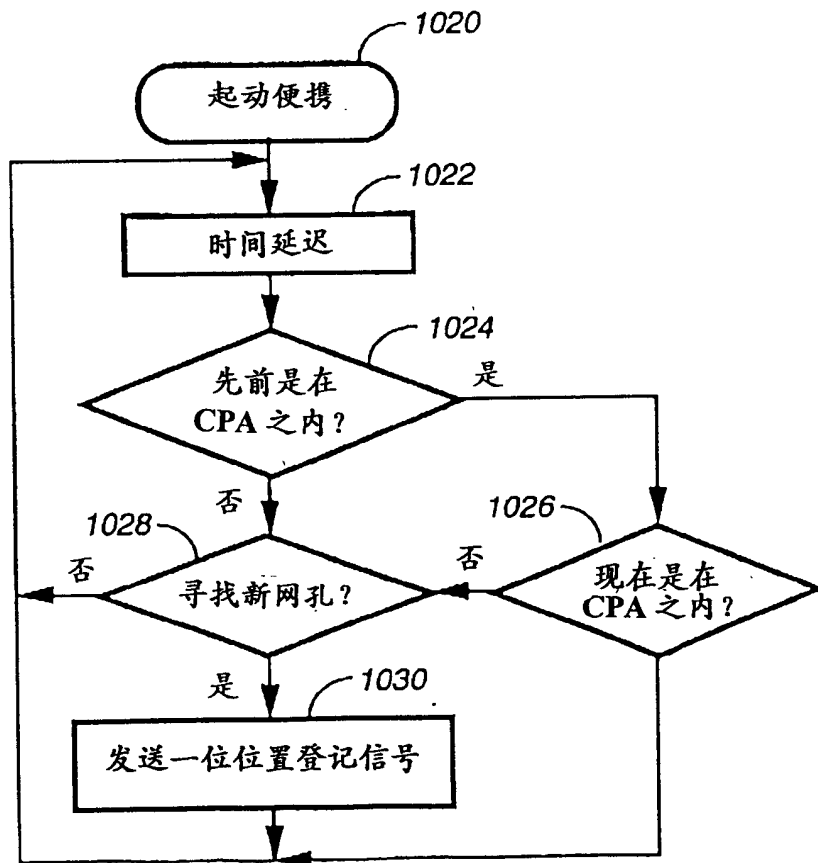 1020
起动便携
1022
时间延迟
1024
先前是在
CPA 之内?
是
否
1028
1026
否
寻找新网孔?
否
现在是在
CPA 之内?
是
1030
发送一位位置登记信号